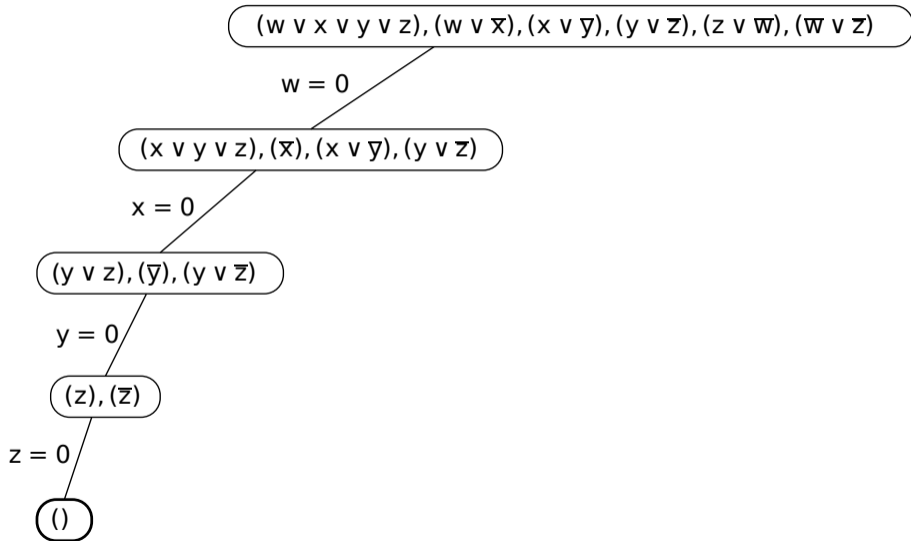 (w ∨ x ∨ y ∨ z), (w ∨ x̅), (x ∨ y̅), (y ∨ z̅), (z ∨ w̅), (w̅ ∨ z̅)
w = 0
(x ∨ y ∨ z), (x̅), (x ∨ y̅), (y ∨ z̅)
x = 0
(y ∨ z), (y̅), (y ∨ z̅)
y = 0
(z), (z̅)
z = 0
()